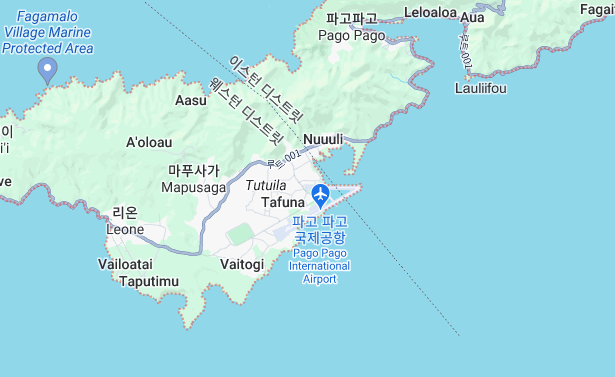 Fagamalo
Village Marine
Protected Area
파고파고
Pago Pago
Leloaloa
Aua
Fagait
루트 001
Lauliifou
이스턴 디스트릿
웨스턴 디스트릿
Aasu
Nuuuli
A'oloau
루트 001
이
i'i
마푸사가
Mapusaga
Tutuila
ve
Tafuna
리온
Leone
파고 파고
국제공항
Pago Pago
International
Airport
Vailoatai
Vaitogi
Taputimu